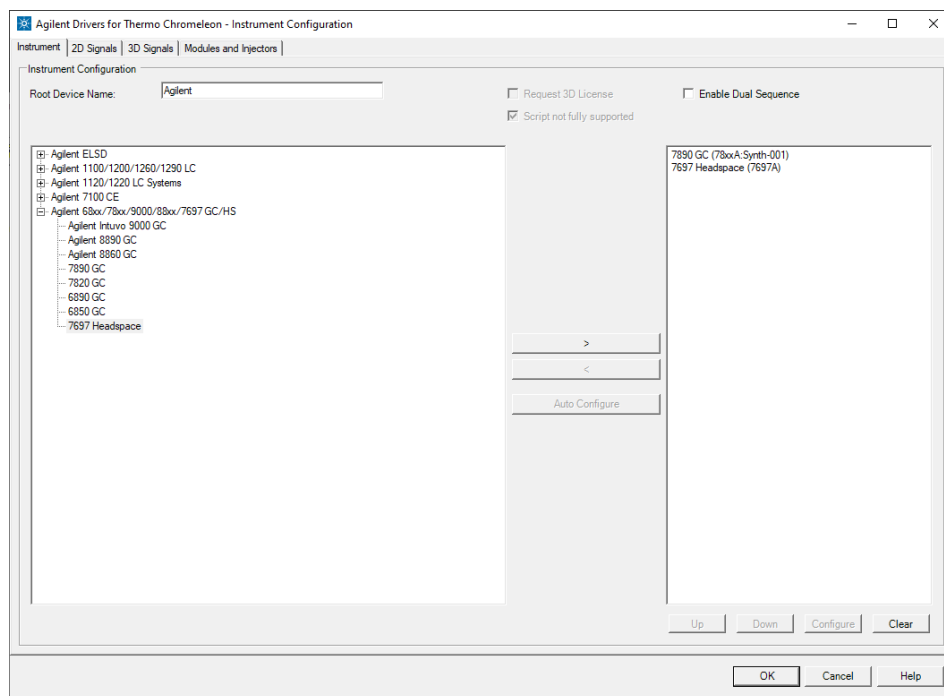 Agilent Drivers for Thermo Chromeleon - Instrument Configuration
Instrument 2D Signals 3D Signals Modules and Injectors
Instrument Configuration
Root Device Name: Agilent Request 3D License Enable Dual Sequence
Script not fully supported
Agilent ELSD
Agilent 1100/1200/1260/1290 LC
Agilent 1120/1220 LC Systems
Agilent 7100 CE
Agilent 68xx/78xx/9000/88xx/7697 GC/HS
Agilent Intuvo 9000 GC
Agilent 8890 GC
Agilent 8860 GC
7890 GC
7820 GC
6890 GC
6850 GC
7697 Headspace
>
<
Auto Configure
7890 GC (78xxA:Synth-001)
7697 Headspace (7697A)
Up Down Configure Clear
OK Cancel Help